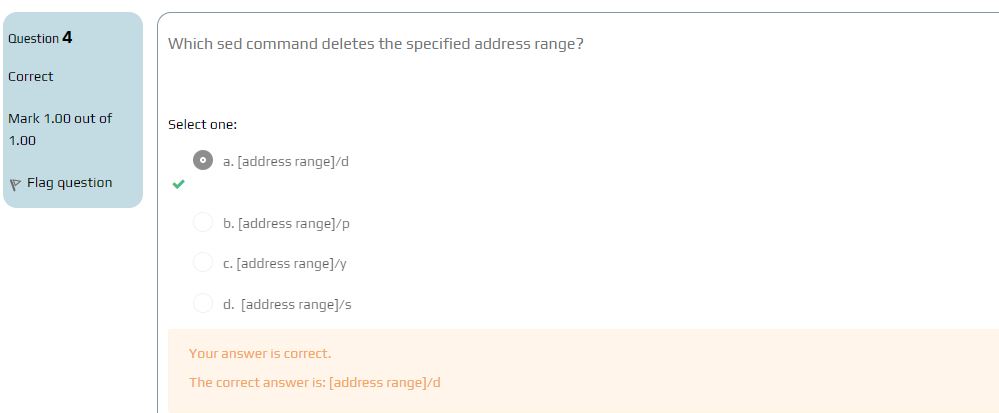 Question 4
Correct
Mark 1.00 out of
1.00
Flag question
Which sed command deletes the specified address range?
Select one:
a. [address range]/d
b. [address range]/p
c. [address range]/y
d. [address range]/s
Your answer is correct.
The correct answer is: [address range]/d